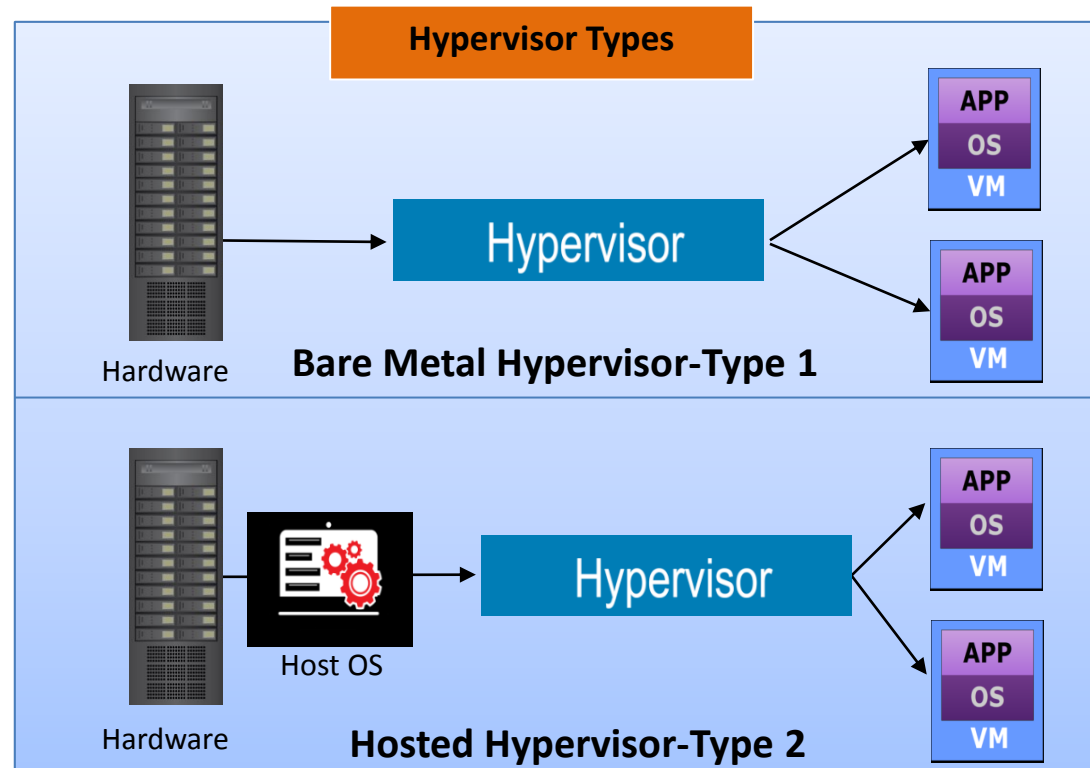 Hypervisor Types
APP
OS
VM
Hypervisor
APP
OS
VM
Hardware
Bare Metal Hypervisor-Type 1
APP
OS
VM
Hypervisor
Host OS
APP
OS
VM
Hardware
Hosted Hypervisor-Type 2